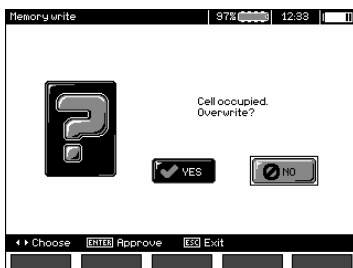 Memory write 97% 12:33
Cell occupied.
Overwrite?
YES NO
Choose ENTER Approve ESC Exit